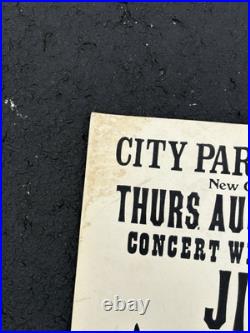 CITY PAR
New
THURS. AU
CONCERT W
JI